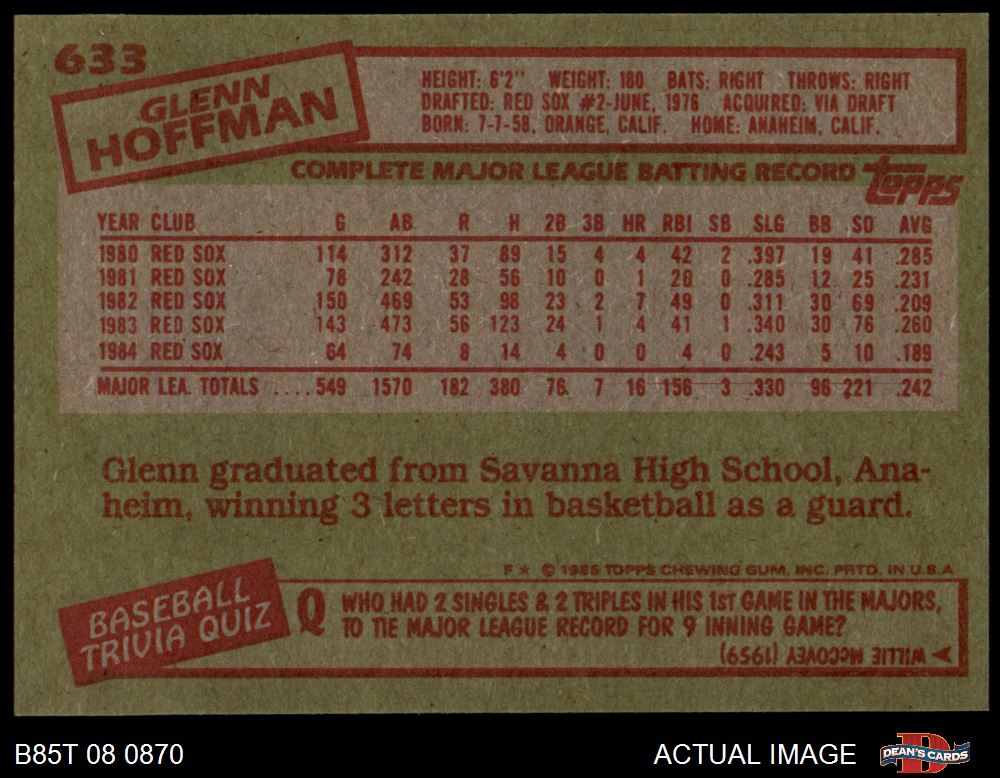 633
GLENN
HOFFMAN
HEIGHT: 6'2" WEIGHT: 180 BATS: RIGHT THROWS: RIGHT
DRAFTED: RED SOX #2-JUNE, 1976 ACQUIRED: VIA DRAFT
BORN: 7-7-58, ORANGE, CALIF. HOME: ANAHEIM, CALIF.
COMPLETE MAJOR LEAGUE BATTING RECORD
topps
YEAR CLUB G AB R H 2B 3B HR RBI SB SLG BB SO AVG
1980 RED SOX 114 312 37 89 15 4 4 42 2 .397 19 41 .285
1981 RED SOX 78 242 28 56 10 0 1 20 0 .285 12 25 .231
1982 RED SOX 150 469 53 98 23 2 7 49 0 .311 30 69 .209
1983 RED SOX 143 473 56 123 24 1 4 41 1 .340 30 76 .260
1984 RED SOX 64 74 8 14 4 0 0 4 0 .243 5 10 .189
MAJOR LEA. TOTALS ....549 1570 182 380 76 7 16 156 3 .330 96 221 .242
Glenn graduated from Savanna High School, Ana-
heim, winning 3 letters in basketball as a guard.
F ★ © 1985 TOPPS CHEWING GUM, INC. PRTD. IN U.S.A
BASEBALL
TRIVIA QUIZ
Q WHO HAD 2 SINGLES & 2 TRIPLES IN HIS 1ST GAME IN THE MAJORS,
TO TIE MAJOR LEAGUE RECORD FOR 9 INNING GAME?
WILLIE McCOVEY (1959)
B85T 08 0870
ACTUAL IMAGE
DEAN'S CARDS